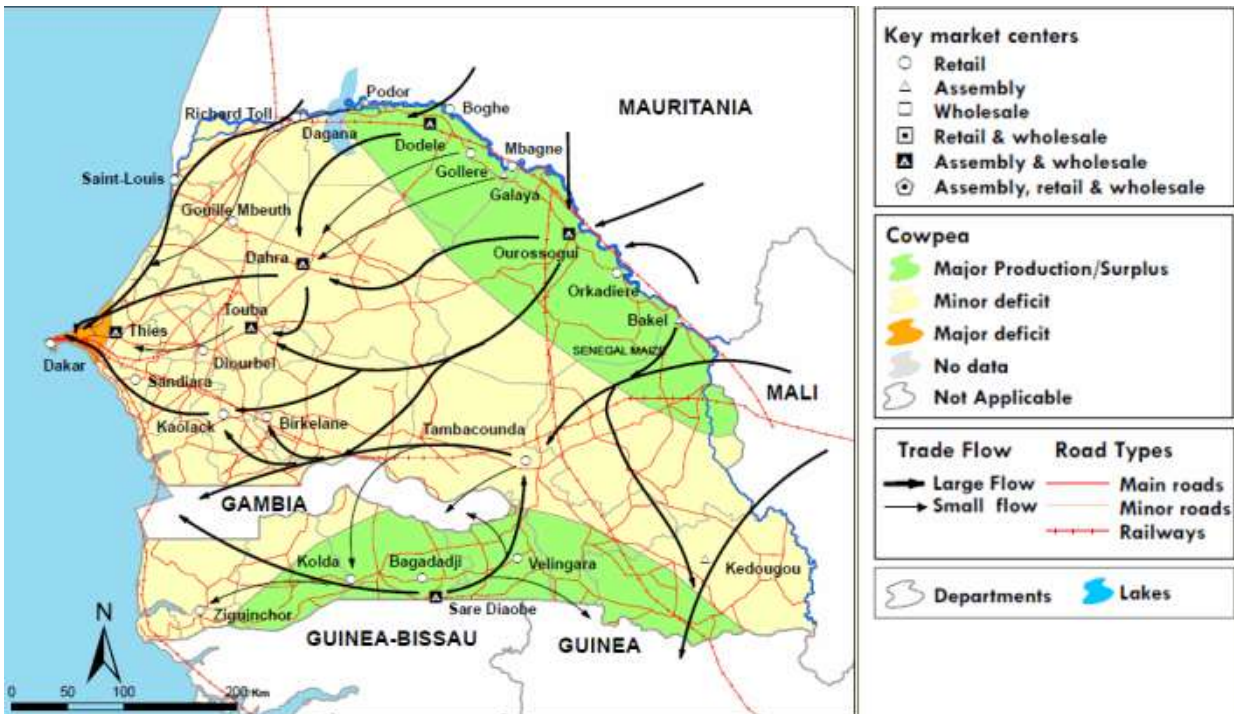 Podor
Richard Toll
Boghe
MAURITANIA
Dagana
Dodele
Mbagne
Gollere
Saint-Louis
Galaya
Gouille Mbeuth
Dahra
Ourossogui
Orkadiere
Touba
Bakel
Thies
Dakar
Diourbel
SENEGAL MAIZE
Sandiara
MALI
Kaolack
Birkelane
Tambacounda
GAMBIA
Kolda
Bagadadji
Velingara
Kedougou
Ziguinchor
Sare Diaobe
N
GUINEA-BISSAU
GUINEA
0 50 100 200 Km
Key market centers
Retail
Assembly
Wholesale
Retail & wholesale
Assembly & wholesale
Assembly, retail & wholesale
Cowpea
Major Production/Surplus
Minor deficit
Major deficit
No data
Not Applicable
Trade Flow
Large Flow
Small flow
Road Types
Main roads
Minor roads
Railways
Departments
Lakes